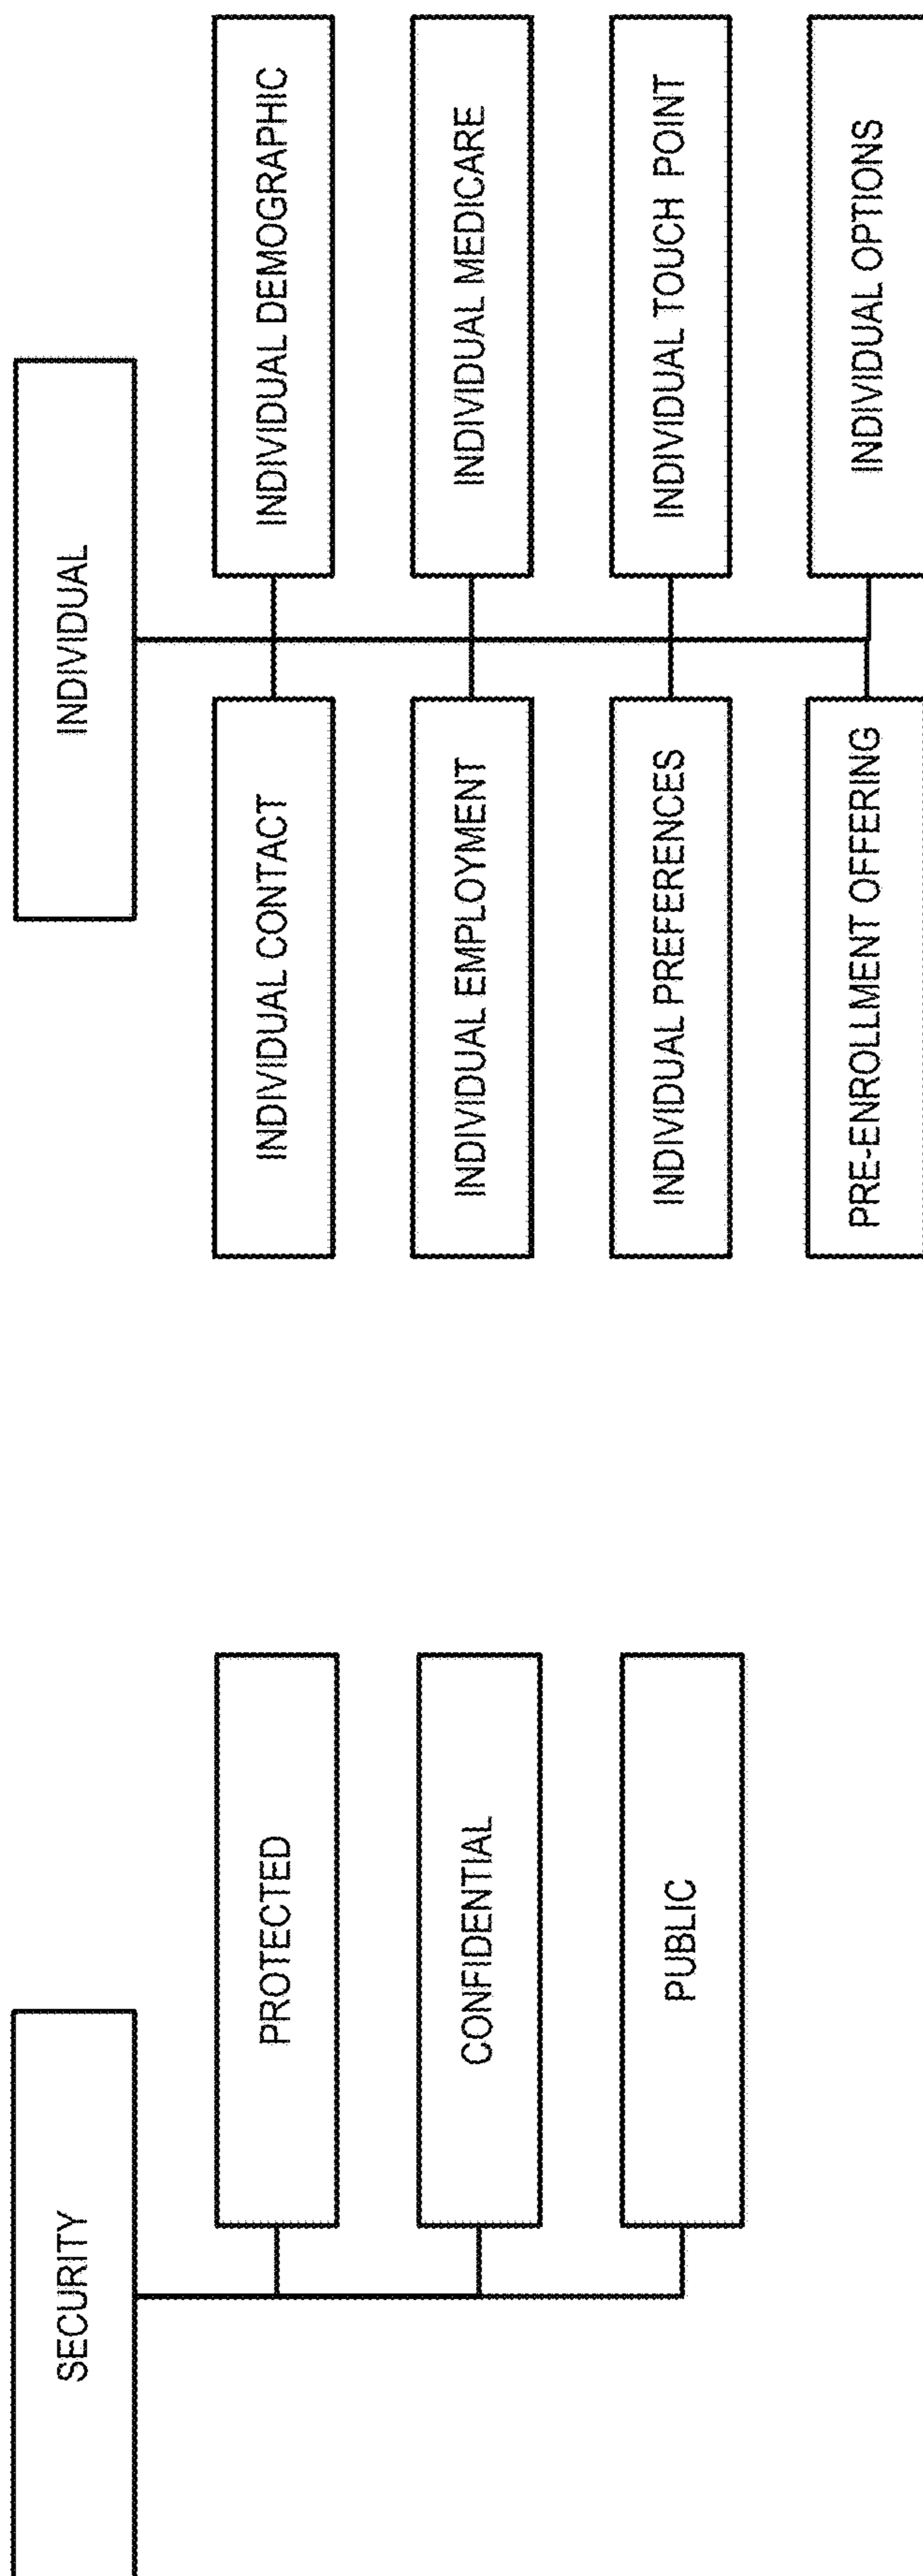 SECURITY
PROTECTED
CONFIDENTIAL
PUBLIC
INDIVIDUAL
INDIVIDUAL CONTACT
INDIVIDUAL DEMOGRAPHIC
INDIVIDUAL EMPLOYMENT
INDIVIDUAL MEDICARE
INDIVIDUAL PREFERENCES
INDIVIDUAL TOUCH POINT
PRE-ENROLLMENT OFFERING
INDIVIDUAL OPTIONS